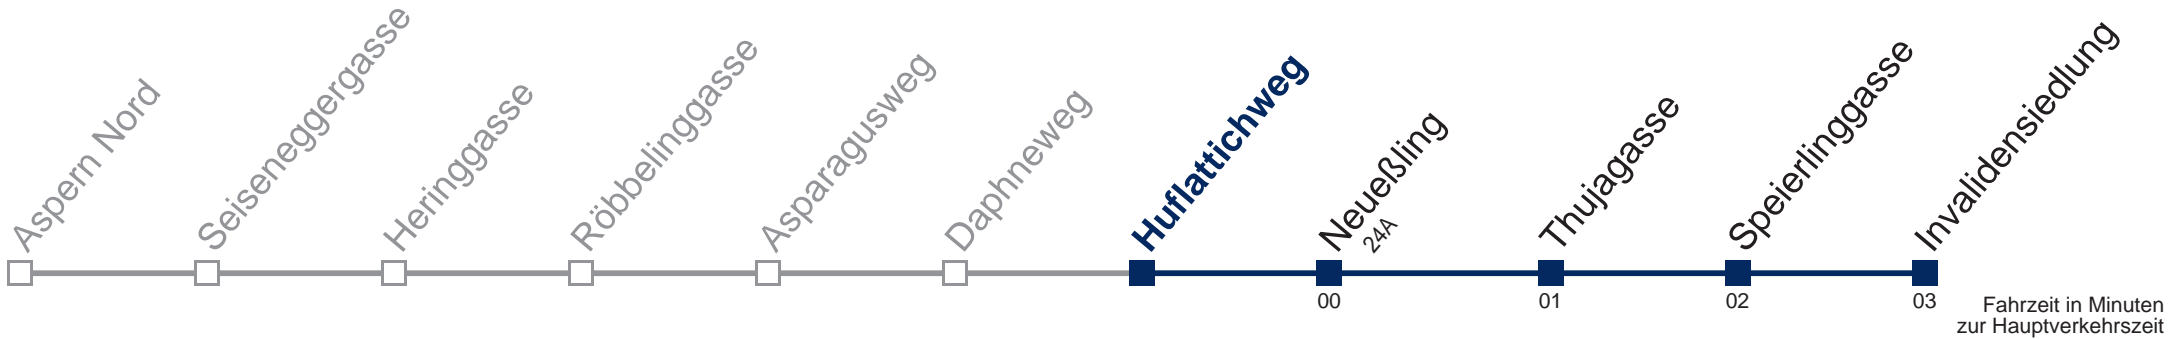 Aspern Nord
Seiseneggergasse
Heringgasse
Röbbelinggasse
Asparagusweg
Daphneweg
Huflattichweg
Neueßling
24A
Thujagasse
Speierlinggasse
Invalidensiedlung
00
01
02
03
Fahrzeit in Minuten
zur Hauptverkehrszeit